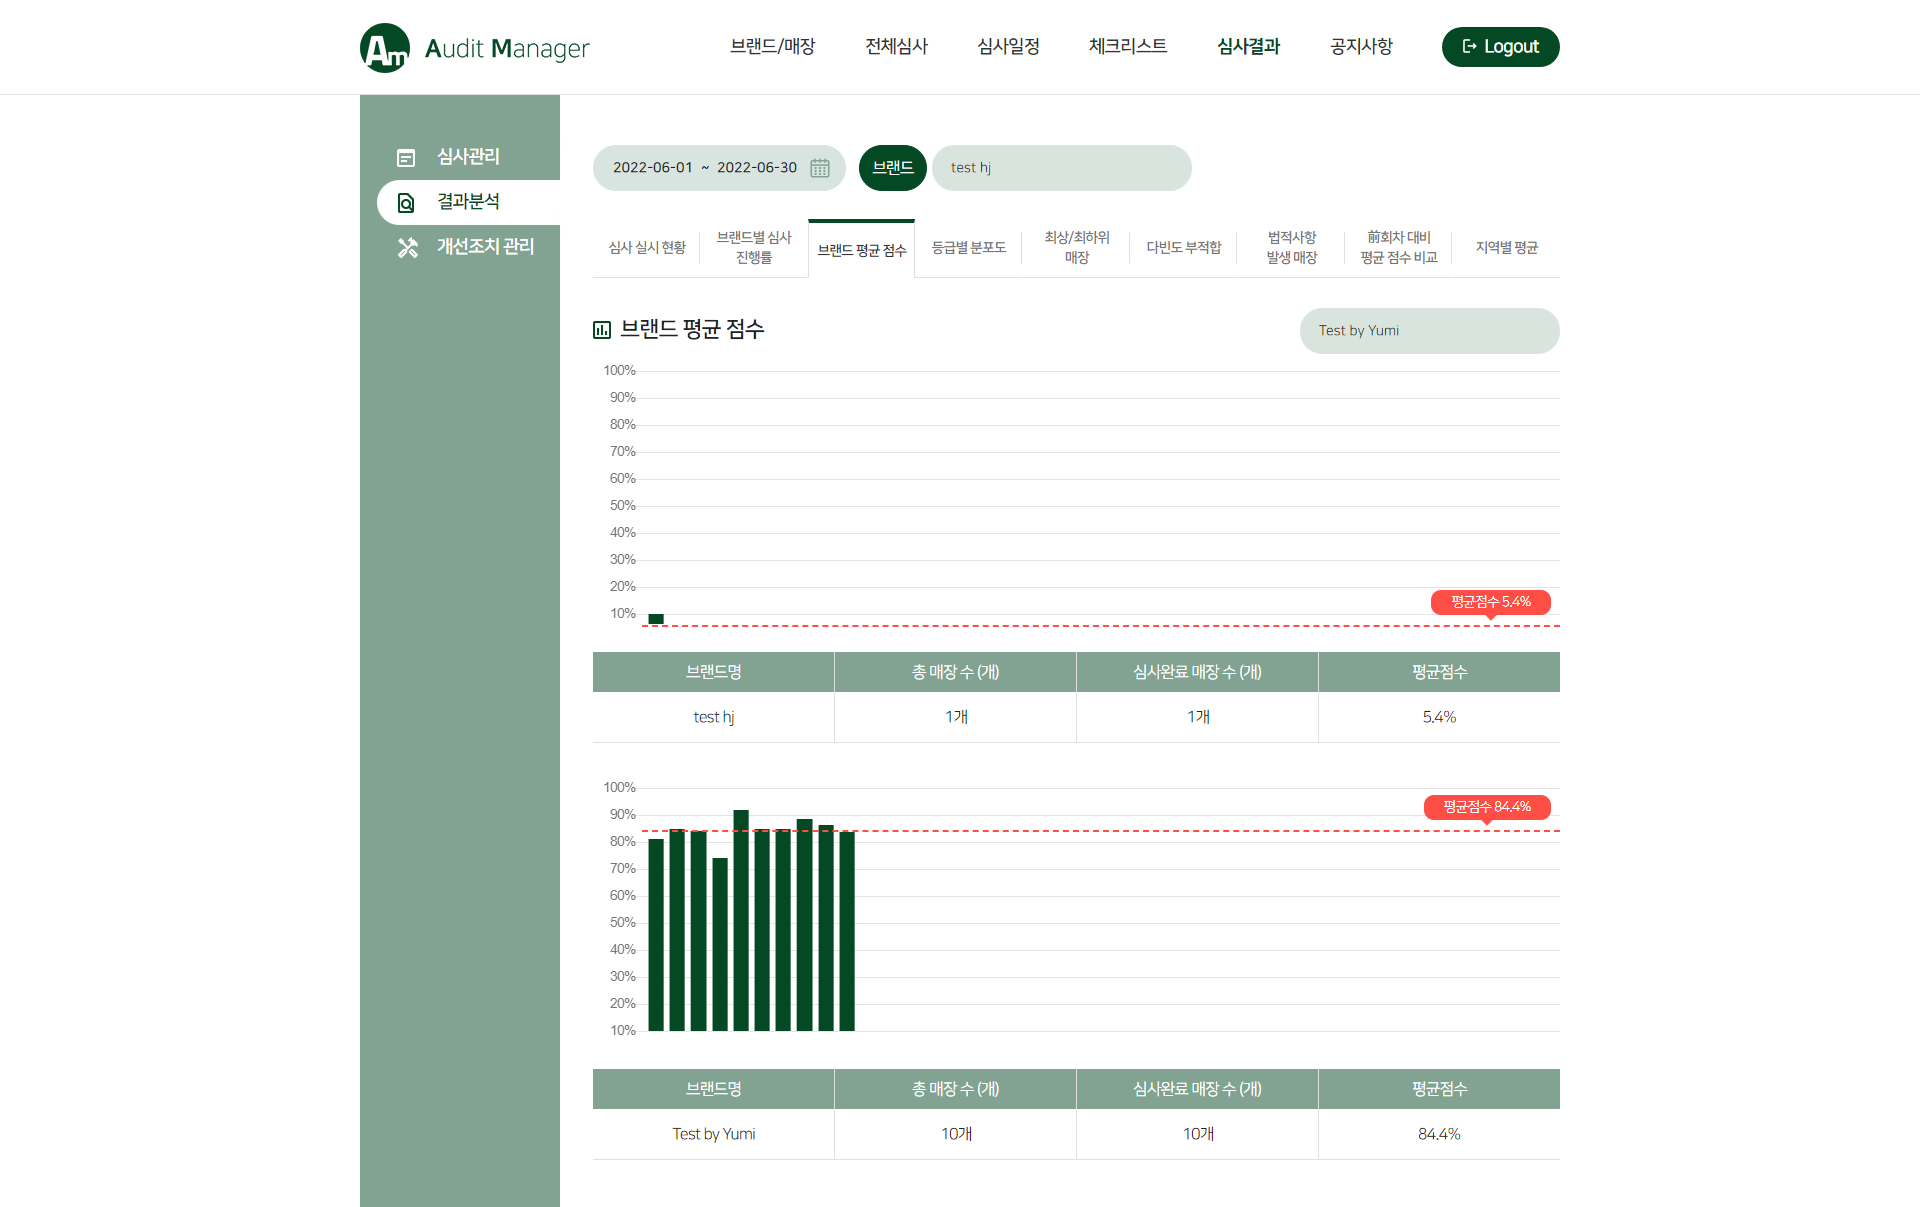 Am Audit Manager
브랜드/매장 전체심사 심사일정 체크리스트 심사결과 공지사항 Logout
심사관리
결과분석
개선조치 관리
2022-06-01 ~ 2022-06-30 브랜드 test hj
심사 실시 현황
브랜드별 심사
진행률
브랜드 평균 점수
등급별 분포도
최상/최하위
매장
다빈도 부적합
법적사항
발생 매장
前회차 대비
평균 점수 비교
지역별 평균
브랜드 평균 점수
Test by Yumi
100%
90%
80%
70%
60%
50%
40%
30%
20%
10%
평균점수 5.4%
브랜드명 총 매장 수 (개) 심사완료 매장 수 (개) 평균점수
test hj 1개 1개 5.4%
100%
90%
80%
70%
60%
50%
40%
30%
20%
10%
평균점수 84.4%
브랜드명 총 매장 수 (개) 심사완료 매장 수 (개) 평균점수
Test by Yumi 10개 10개 84.4%